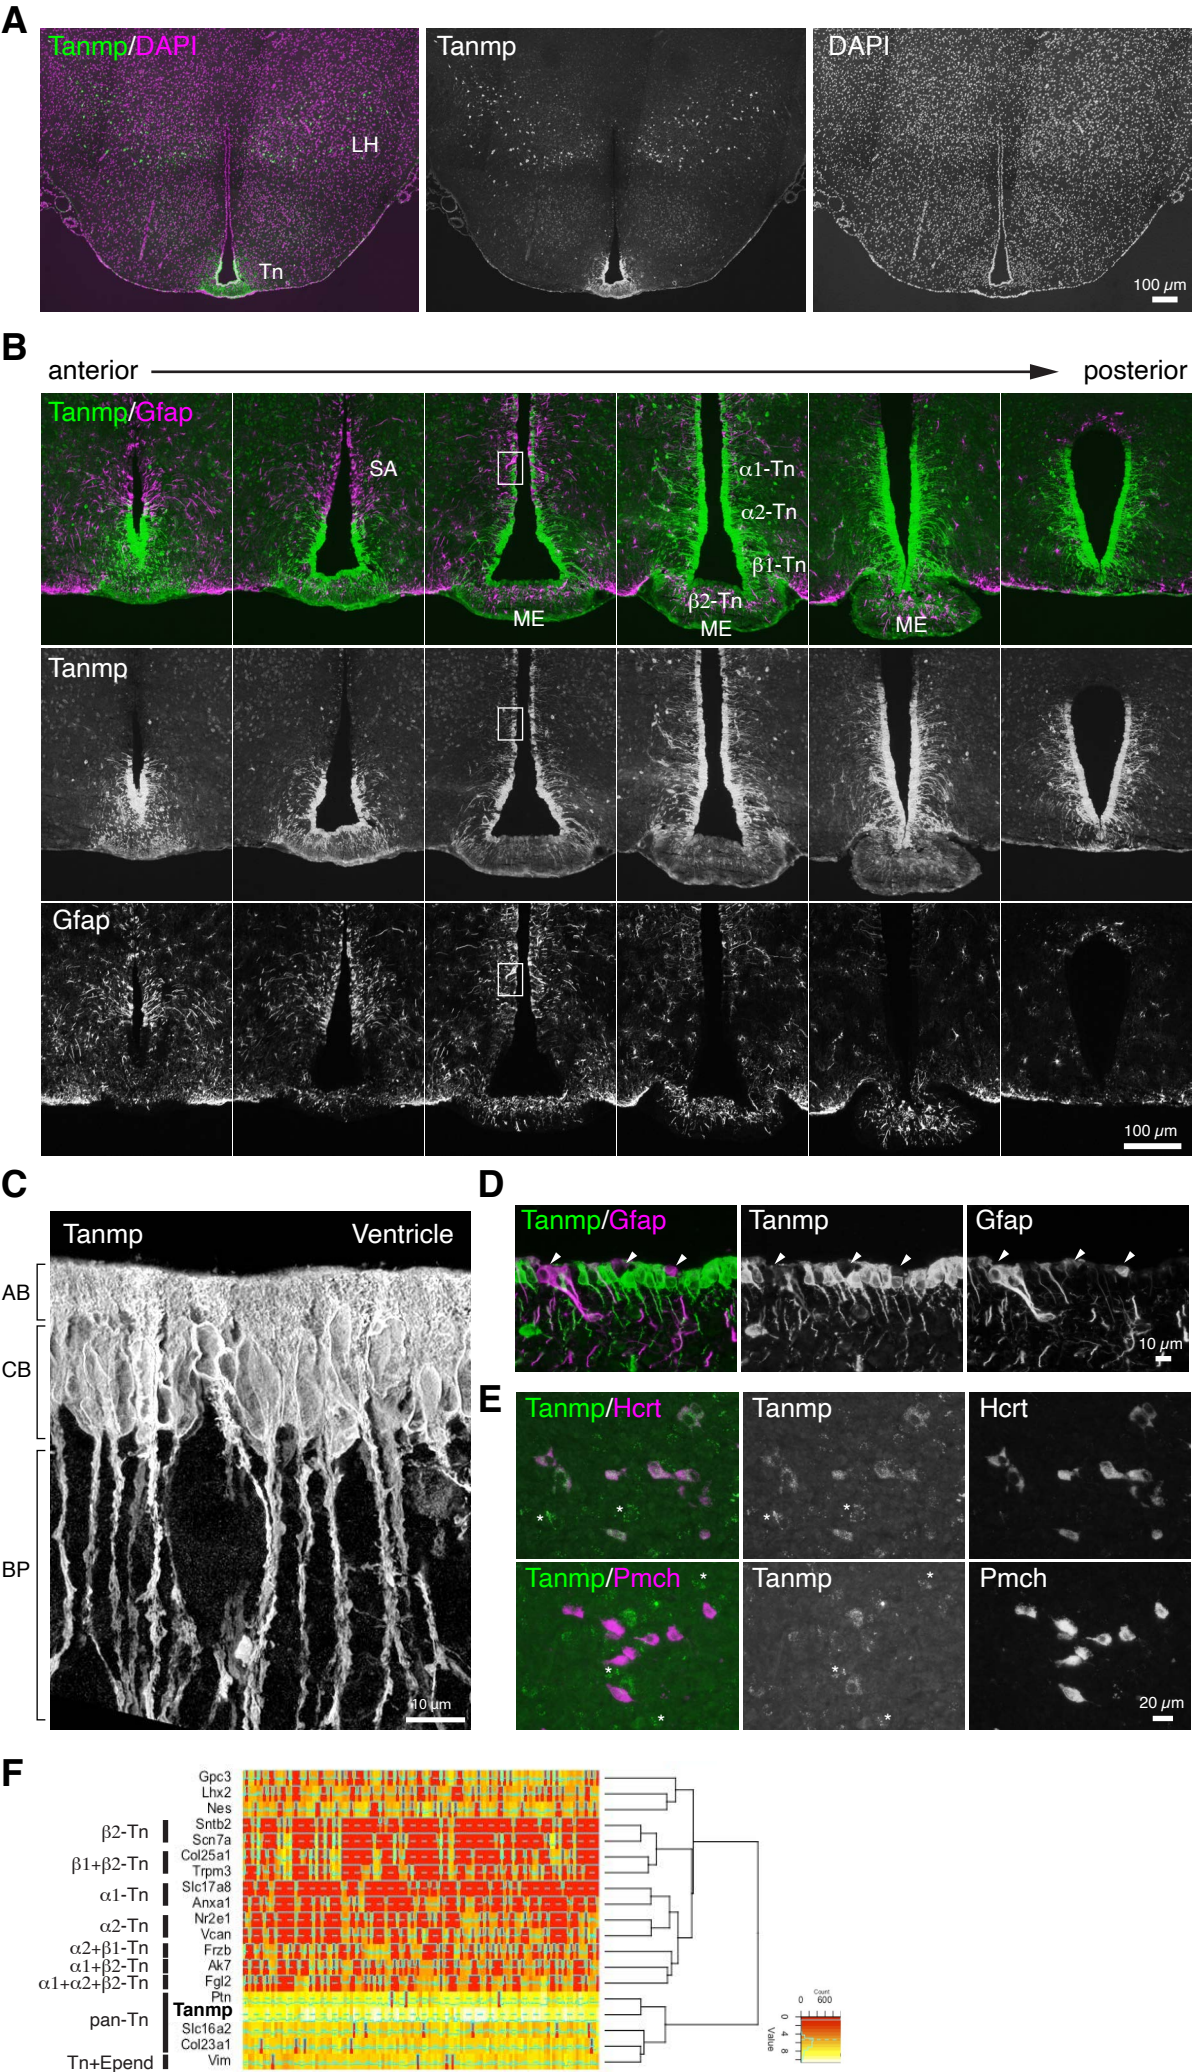 A
Tanmp/DAPI
LH
Tn
Tanmp
DAPI
100 µm
B
anterior
posterior
Tanmp/Gfap
SA
ME
α1-Tn
α2-Tn
β1-Tn
β2-Tn
ME
ME
Tanmp
Gfap
100 µm
C
Tanmp
Ventricle
AB
CB
BP
10 µm
D
Tanmp/Gfap
Tanmp
Gfap
10 µm
E
Tanmp/Hcrt
Tanmp
Hcrt
* * * *
Tanmp/Pmch
Tanmp
Pmch
* * * * * *
20 µm
F
Gpc3
Lhx2
Nes
β2-Tn
Sntb2
Scn7a
β1+β2-Tn
Col25a1
Trpm3
α1-Tn
Slc17a8
Anxa1
α2-Tn
Nr2e1
Vcan
α2+β1-Tn
Frzb
α1+β2-Tn
Ak7
α1+α2+β2-Tn
Fgl2
pan-Tn
Ptn
Tanmp
Slc16a2
Col23a1
Tn+Epend
Vim
Count
0 600
0
4
8
Value